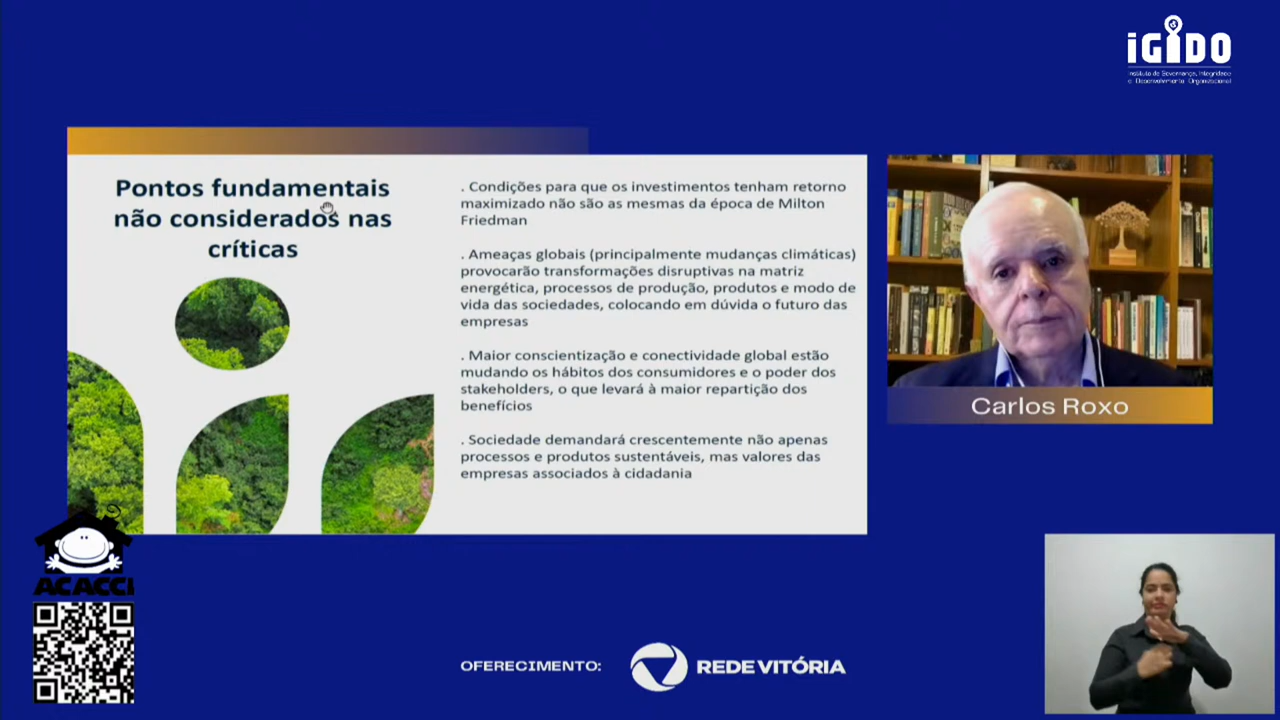 iGIDO
Instituto de Governança, Integridade
e Desenvolvimento Organizacional
Pontos fundamentais
não considerados nas
críticas
. Condições para que os investimentos tenham retorno
maximizado não são as mesmas da época de Milton
Friedman
. Ameaças globais (principalmente mudanças climáticas)
provocarão transformações disruptivas na matriz
energética, processos de produção, produtos e modo de
vida das sociedades, colocando em dúvida o futuro das
empresas
. Maior conscientização e conectividade global estão
mudando os hábitos dos consumidores e o poder dos
stakeholders, o que levará à maior repartição dos
benefícios
. Sociedade demandará crescentemente não apenas
processos e produtos sustentáveis, mas valores das
empresas associados à cidadania
Carlos Roxo
ACACCI
OFERECIMENTO:
REDE VITÓRIA